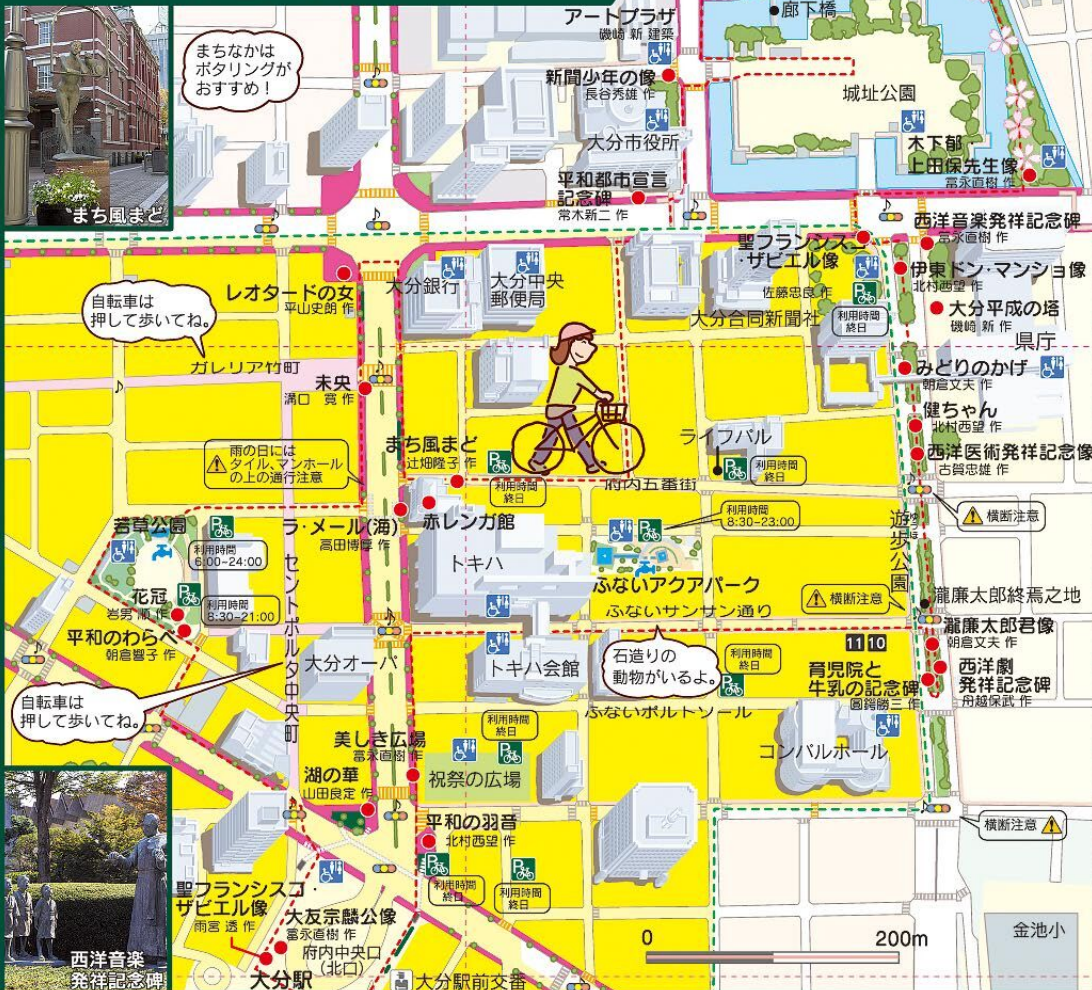 まちなかは
ポタリングが
おすすめ!
まち風まど
アートプラザ
磯崎 新 建築
新聞少年の像
長谷秀雄 作
大分市役所
平和都市宣言
記念碑
常木新二 作
廊下橋
城址公園
木下郁・
上田保先生像
富永直樹 作
西洋音楽発祥記念碑
富永直樹 作
聖フランシスコ
・ザビエル像
佐藤忠良 作
伊東ドン・マンショ像
北村西望 作
大分平成の塔
磯崎 新 作
県庁
大分合同新聞社
利用時間
終日
レオタードの女
平山史朗 作
大分銀行
大分中央
郵便局
自転車は
押して歩いてね。
ガレリア竹町
未央
溝口 寛 作
みどりのかげ
朝倉文夫 作
健ちゃん
北村西望 作
西洋医術発祥記念像
古賀忠雄 作
雨の日には
タイル、マンホール
の上の通行注意
まち風まど
辻畑隆子 作
利用時間
終日
ライフパル
利用時間
終日
府内五番街
横断注意
若草公園
利用時間
6:00~24:00
ラ・メール(海)
高田博厚 作
赤レンガ館
利用時間
8:30-23:00
遊歩公園
トキハ
ふないアクアパーク
ふないサンサン通り
横断注意
瀧廉太郎終焉之地
花冠
岩男 順 作
利用時間
8:30~21:00
平和のわらべ
朝倉響子 作
セントポルタ中央町
大分オーパ
トキハ会館
石造りの
動物がいるよ。
利用時間
終日
11 10
育児院と
牛乳の記念碑
圓鍔勝三 作
瀧廉太郎君像
朝倉文夫 作
西洋劇
発祥記念碑
舟越保武 作
自転車は
押して歩いてね。
ふないポルトソール
コンパルホール
美しき広場
富永直樹 作
利用時間
終日
祝祭の広場
湖の華
山田良定 作
平和の羽音
北村西望 作
横断注意
利用時間
終日
利用時間
終日
聖フランシスコ・
ザビエル像
雨宮 透 作
大友宗麟公像
富永直樹 作
府内中央口
(北口)
大分駅
大分駅前交番
0 200m
金池小
西洋音楽
発祥記念碑